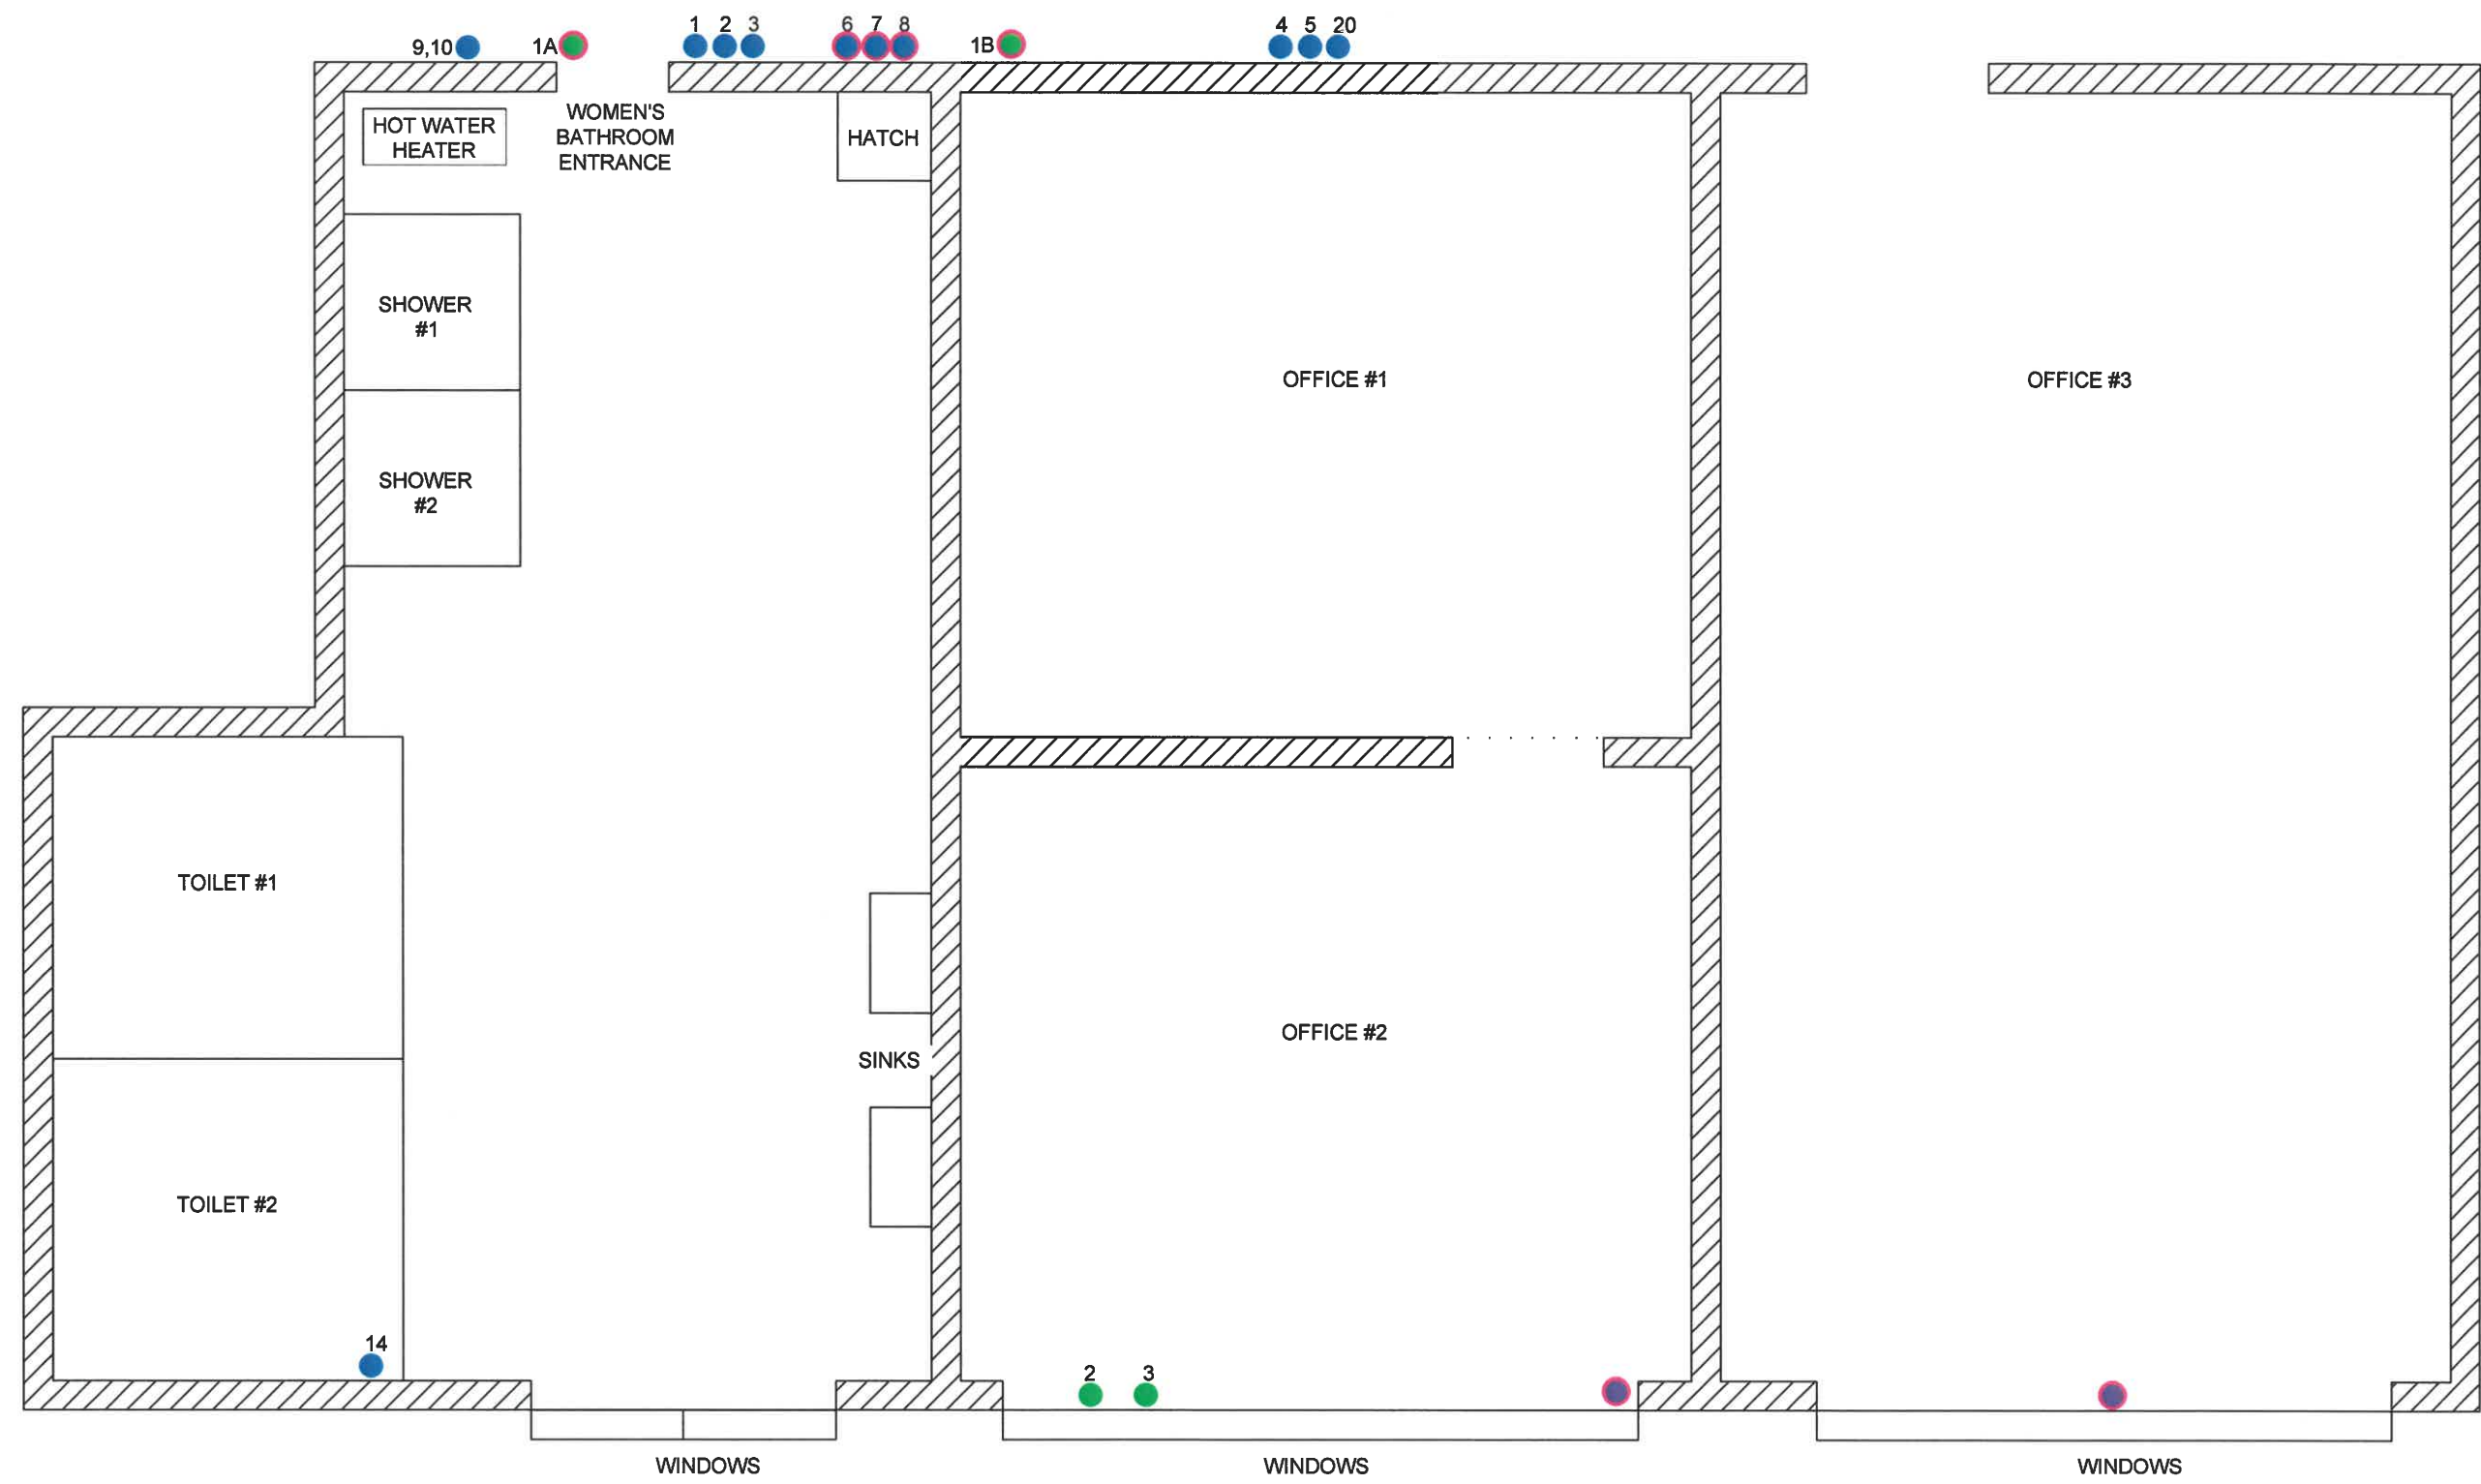 9,10
1A
1 2 3
6 7 8
1B
4 5 20
HOT WATER
HEATER
WOMEN'S
BATHROOM
ENTRANCE
HATCH
SHOWER
#1
OFFICE #1
OFFICE #3
SHOWER
#2
TOILET #1
OFFICE #2
SINKS
TOILET #2
14
2 3
WINDOWS
WINDOWS
WINDOWS